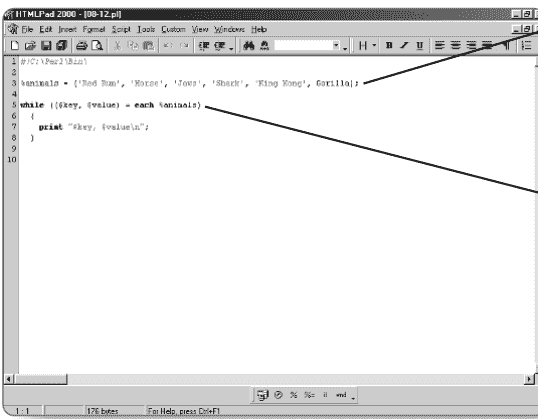 HTMLPad 2000 - [08-12.pl]
File Edit Insert Format Script Tools Custom View Windows Help
1 #!C:\Perl\Bin\
2
3 %animals = ('Red Rum', 'Horse', 'Jaws', 'Shark', 'King Kong', Gorilla);
4
5 while (($key, $value) = each %animals)
6 {
7 print "$key, $value\n";
8 }
9
10
1 : 1 176 bytes For Help, press Ctrl+F1